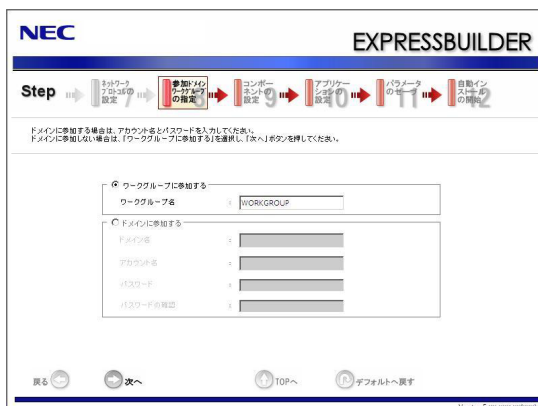 NEC
EXPRESSBUILDER
Step
ネットワーク
プロトコルの
設定 7
参加ドメイン
ワークグループ
の指定 8
コンポー
ネントの
設定 9
アプリケー
ションの
設定 10
パラメータ
のセーブ
11
自動イン
ストール
の開始 12
ドメインに参加する場合は、アカウント名とパスワードを入力してください。
ドメインに参加しない場合は、「ワークグループに参加する」を選択し、「次へ」ボタンを押してください。
ワークグループに参加する
ワークグループ名 : WORKGROUP
ドメインに参加する
ドメイン名 :
アカウント名 :
パスワード :
パスワードの確認 :
戻る 次へ TOPへ デフォルトへ戻す